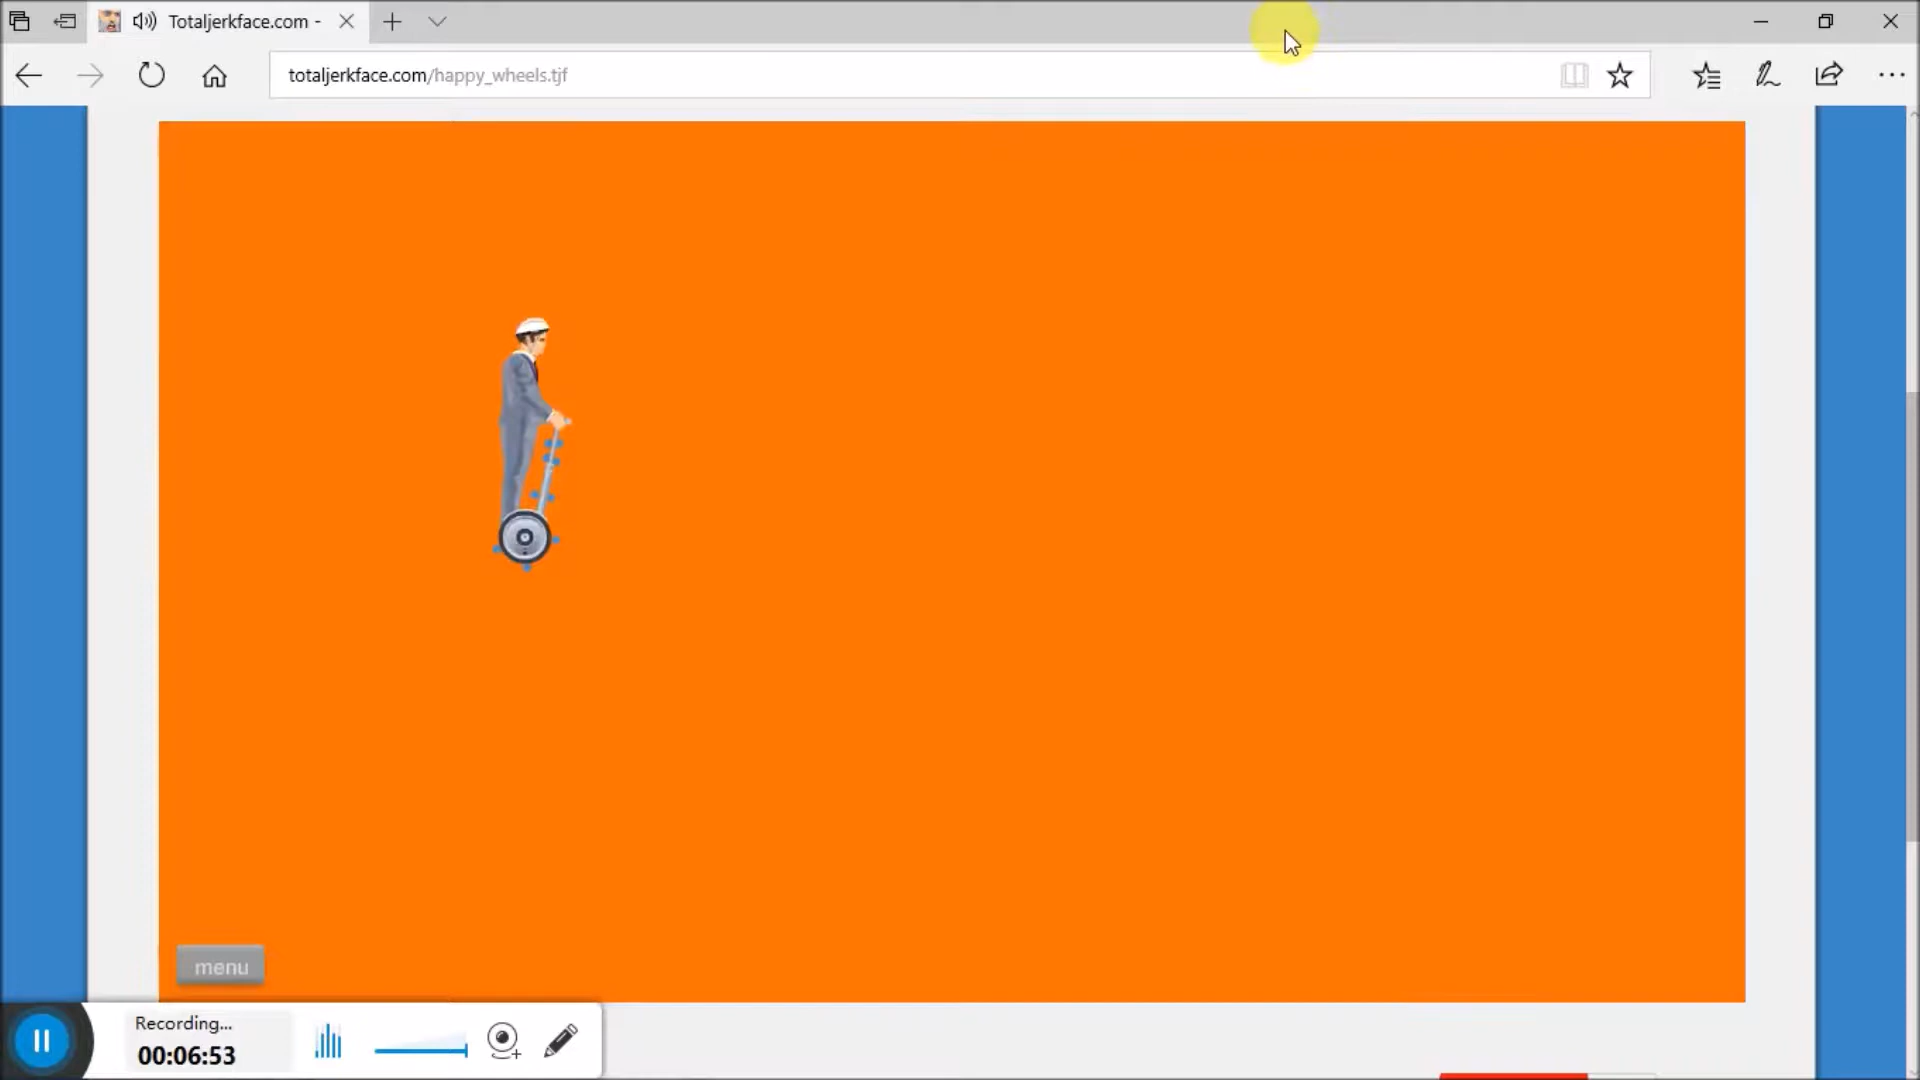 Totaljerkface.com -
totaljerkface.com/happy_wheels.tjf
menu
Recording...
00:06:53